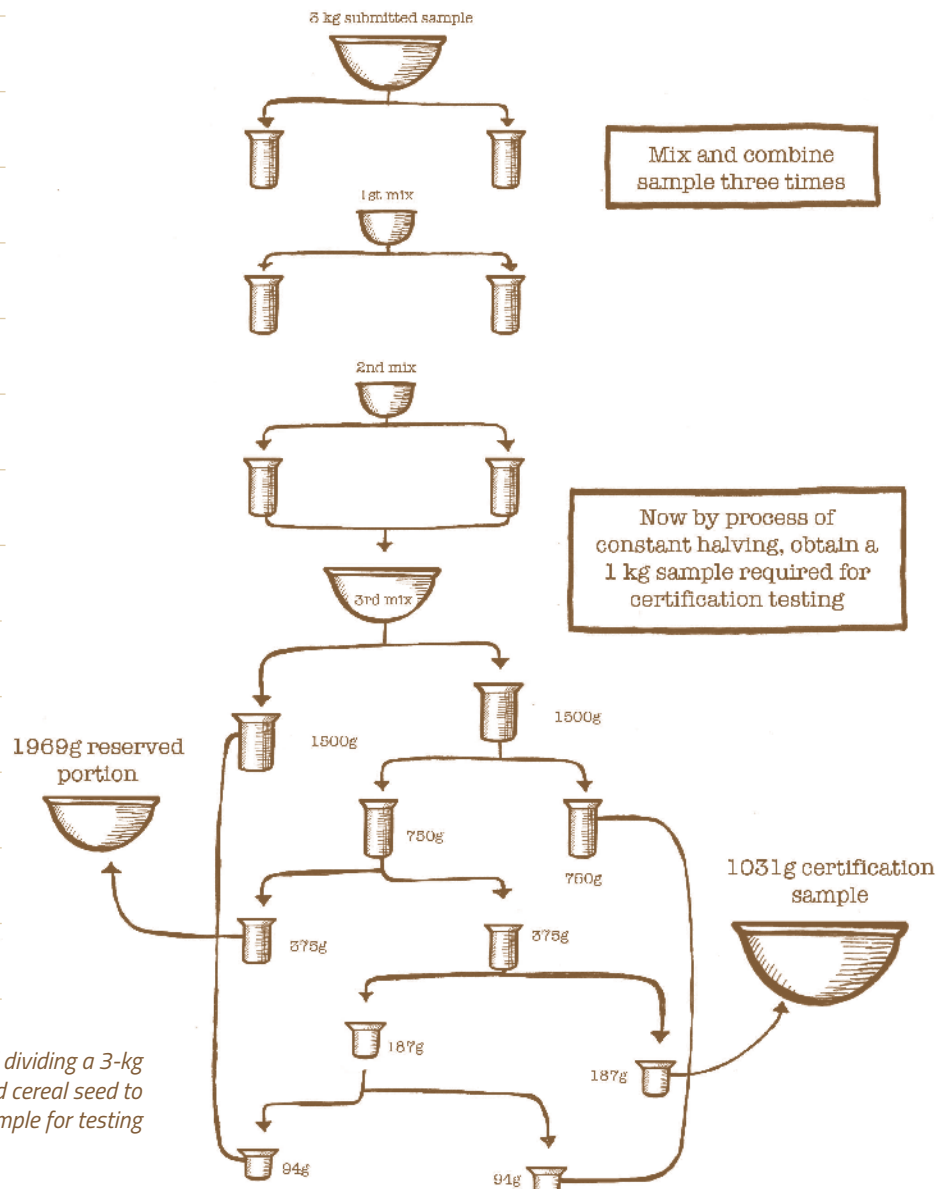 3 kg submitted sample
Mix and combine
sample three times
1st mix
2nd mix
Now by process of
constant halving, obtain a
1 kg sample required for
certification testing
3rd mix
1500g
1500g
1969g reserved
portion
750g
750g
1031g certification
sample
375g
375g
187g
187g
dividing a 3-kg
d cereal seed to
mple for testing
94g
94g